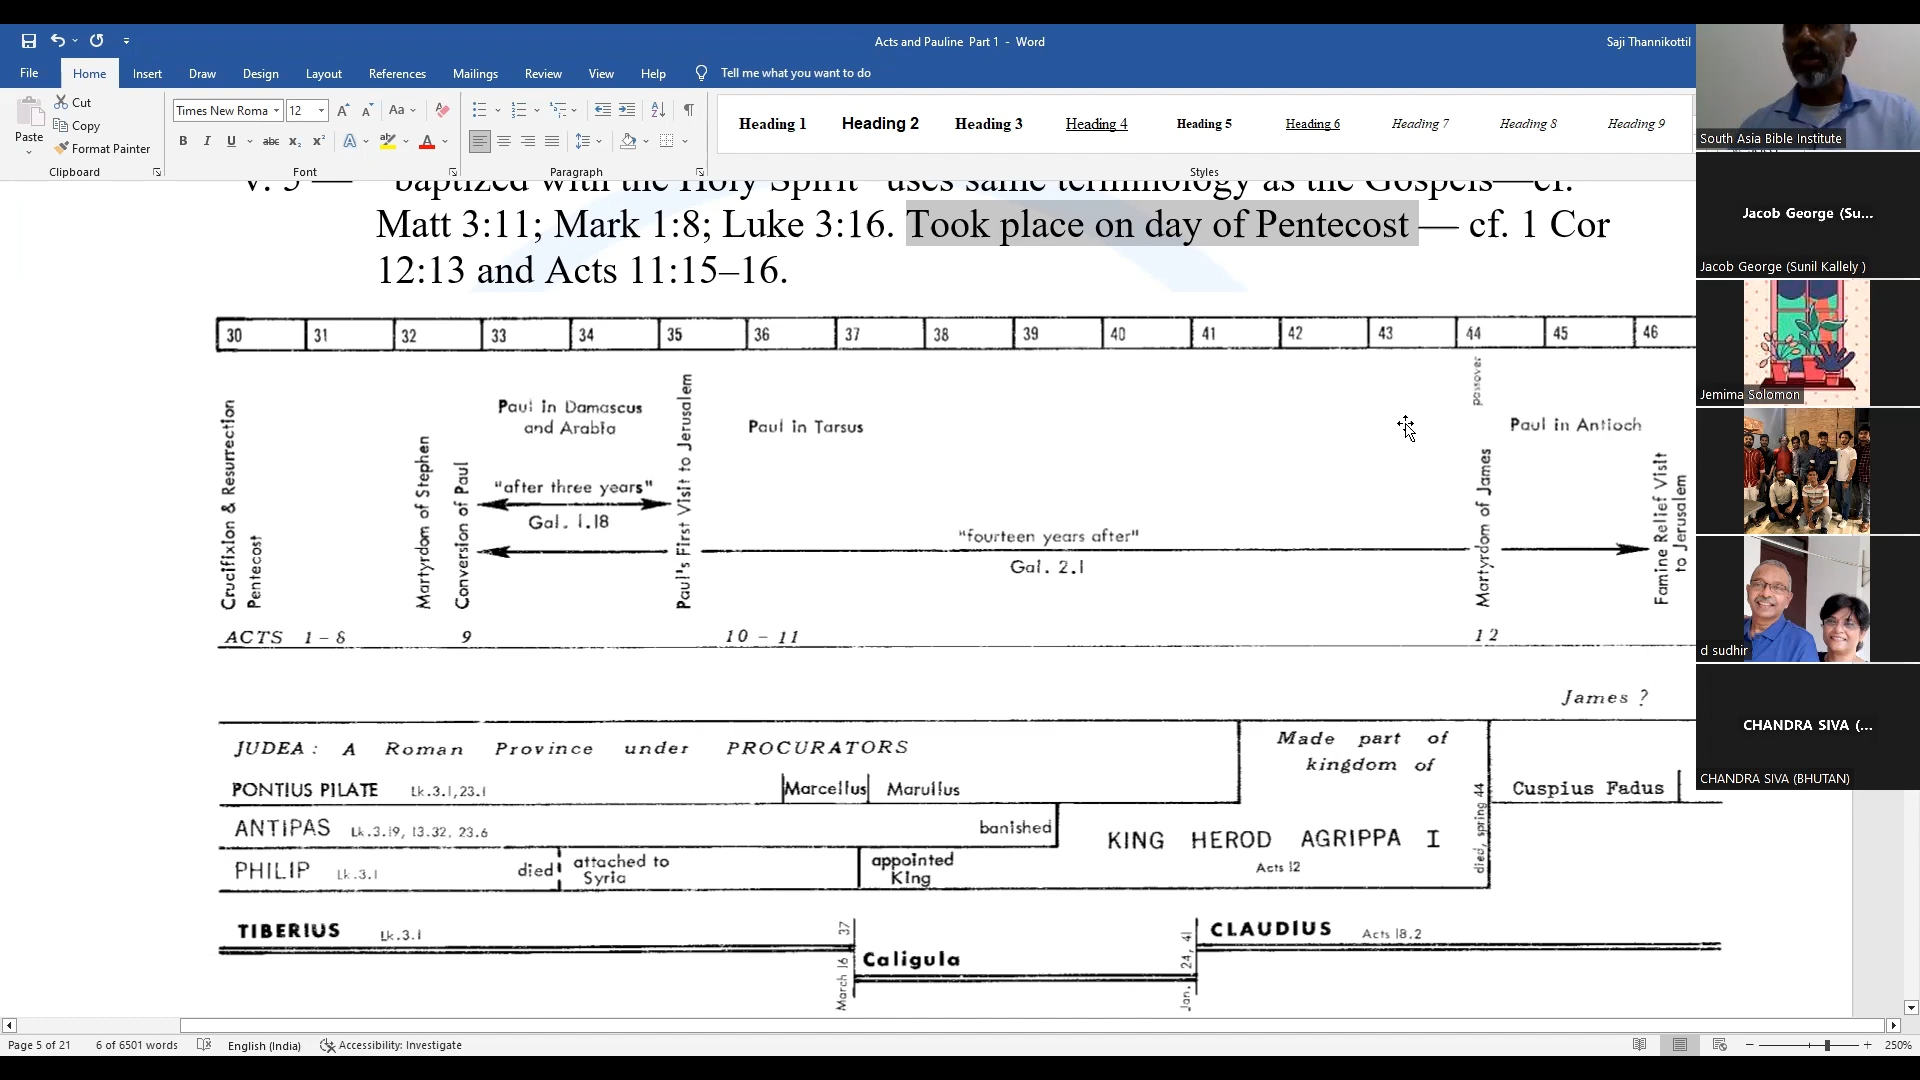 Acts and Pauline Part 1 - Word
Saji Thannikottil
File Home Insert Draw Design Layout References Mailings Review View Help Tell me what you want to do
Paste
Cut
Copy
Format Painter
Times New Roma 12
Heading 1 Heading 2 Heading 3 Heading 4 Heading 5 Heading 6 Heading 7 Heading 8 Heading 9
Clipboard Font Paragraph Styles
v. 5 — "baptized with the Holy Spirit" uses same terminology as the Gospels—cf.
Matt 3:11; Mark 1:8; Luke 3:16. Took place on day of Pentecost — cf. 1 Cor
12:13 and Acts 11:15–16.
30 31 32 33 34 35 36 37 38 39 40 41 42 43 44 45 46
Crucifixion & Resurrection
Pentecost
Martyrdom of Stephen
Conversion of Paul
Paul in Damascus
and Arabia
"after three years"
Gal. 1.18
Paul's First Visit to Jerusalem
Paul in Tarsus
"fourteen years after"
Gal. 2.1
passover
Martyrdom of James
Paul in Antioch
Famine Relief Visit
to Jerusalem
ACTS 1 - 8 9 10 - 11 12
James ?
JUDEA: A Roman Province under PROCURATORS
Made part of
kingdom of
PONTIUS PILATE Lk.3.1,23.1 Marcellus Marullus
Cuspius Fadus
ANTIPAS Lk.3.19, 13.32, 23.6 banished
KING HEROD AGRIPPA I
Acts 12
died, spring 44
PHILIP Lk.3.1 died
attached to
Syria
appointed
King
TIBERIUS Lk.3.1
March 16 37
Caligula
Jan. 24, 41
CLAUDIUS Acts 18.2
Page 5 of 21 6 of 6501 words English (India) Accessibility: Investigate 250%
South Asia Bible Institute
Jacob George (Su...
Jacob George (Sunil Kallely )
Jemima Solomon
d sudhir
CHANDRA SIVA (...
CHANDRA SIVA (BHUTAN)